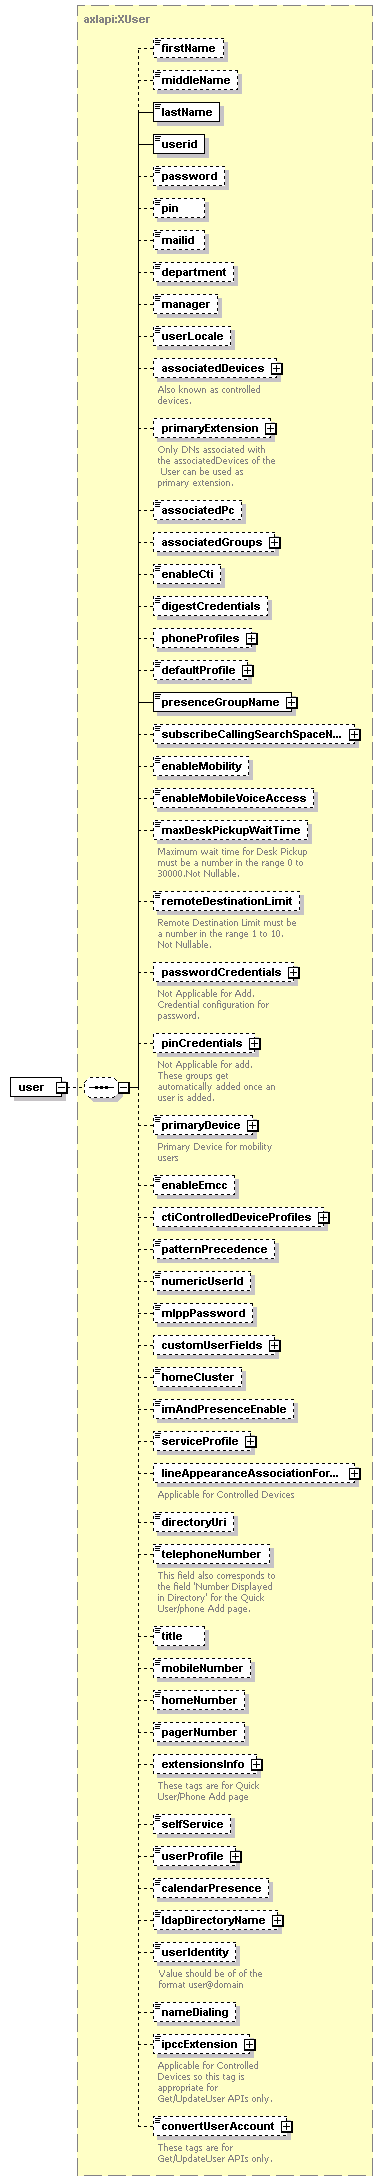 axlapi:XUser
firstName
middleName
lastName
userid
password
pin
mailid
department
manager
userLocale
associatedDevices
Also known as controlled
devices.
primaryExtension
Only DNs associated with
the associatedDevices of the
User can be used as
primary extension.
associatedPc
associatedGroups
enableCti
digestCredentials
phoneProfiles
defaultProfile
presenceGroupName
subscribeCallingSearchSpaceN...
enableMobility
enableMobileVoiceAccess
maxDeskPickupWaitTime
Maximum wait time for Desk Pickup
must be a number in the range 0 to
30000.Not Nullable.
remoteDestinationLimit
Remote Destination Limit must be
a number in the range 1 to 10.
Not Nullable.
passwordCredentials
Not Applicable for Add.
Credential configuration for
password.
pinCredentials
Not Applicable for add.
These groups get
automatically added once an
user is added.
user
primaryDevice
Primary Device for mobility
users
enableEmcc
ctiControlledDeviceProfiles
patternPrecedence
numericUserId
mlppPassword
customUserFields
homeCluster
imAndPresenceEnable
serviceProfile
lineAppearanceAssociationFor...
Applicable for Controlled Devices
directoryUri
telephoneNumber
This field also corresponds to
the field 'Number Displayed
in Directory' for the Quick
User/phone Add page.
title
mobileNumber
homeNumber
pagerNumber
extensionsInfo
These tags are for Quick
User/Phone Add page
selfService
userProfile
calendarPresence
ldapDirectoryName
userIdentity
Value should be of of the
format user@domain
nameDialing
ipccExtension
Applicable for Controlled
Devices so this tag is
appropriate for
Get/UpdateUser APIs only.
convertUserAccount
These tags are for
Get/UpdateUser APIs only.